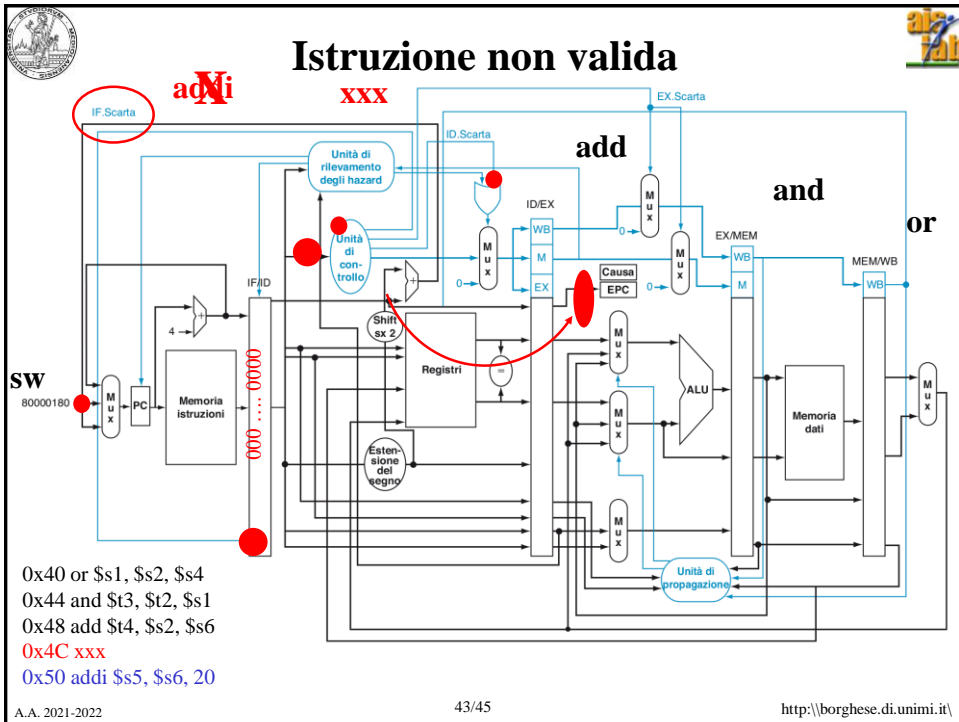 Istruzione non valida
addi
X
xxx
add
and
or
sw
IF.Scarta
ID.Scarta
EX.Scarta
Unità di
rilevamento
degli hazard
Unità
di
con-
trollo
IF/ID
ID/EX
EX/MEM
MEM/WB
WB
M
EX
WB
M
WB
Mux
Mux
Mux
0
0
0
Causa
EPC
+
+
4
Shift
sx 2
80000180
Mux
PC
Memoria
istruzioni
000 .... 0000
Registri
=
Esten-
sione
del
segno
Mux
Mux
Mux
ALU
Memoria
dati
Mux
Unità di
propagazione
0x40 or $s1, $s2, $s4
0x44 and $t3, $t2, $s1
0x48 add $t4, $s2, $s6
0x4C xxx
0x50 addi $s5, $s6, 20
A.A. 2021-2022
43/45
http:\\borghese.di.unimi.it\